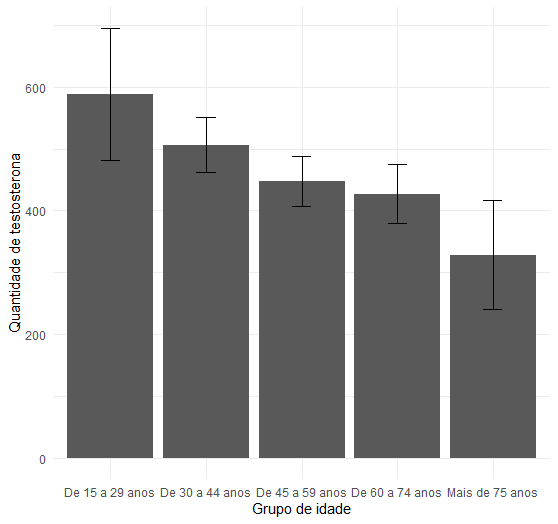 Quantidade de testosterona
600
400
200
0
De 15 a 29 anos De 30 a 44 anos De 45 a 59 anos De 60 a 74 anos Mais de 75 anos
Grupo de idade